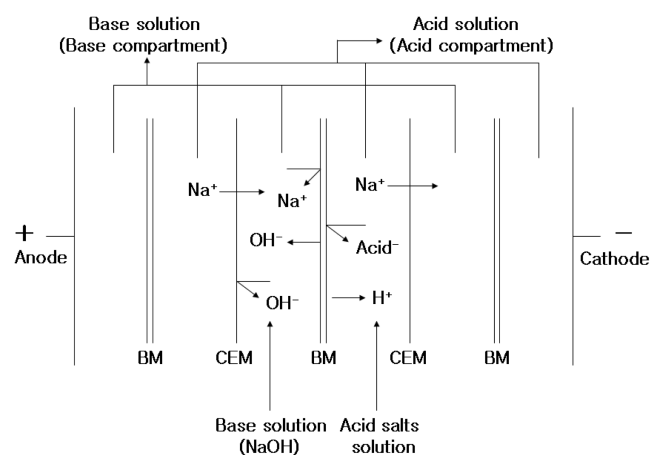 Base solution
(Base compartment)
Acid solution
(Acid compartment)
Na⁺
Na⁺
Na⁺
+
Anode
OH⁻
Acid⁻
−
Cathode
OH⁻
H⁺
BM
CEM
BM
CEM
BM
Base solution
(NaOH)
Acid salts
solution